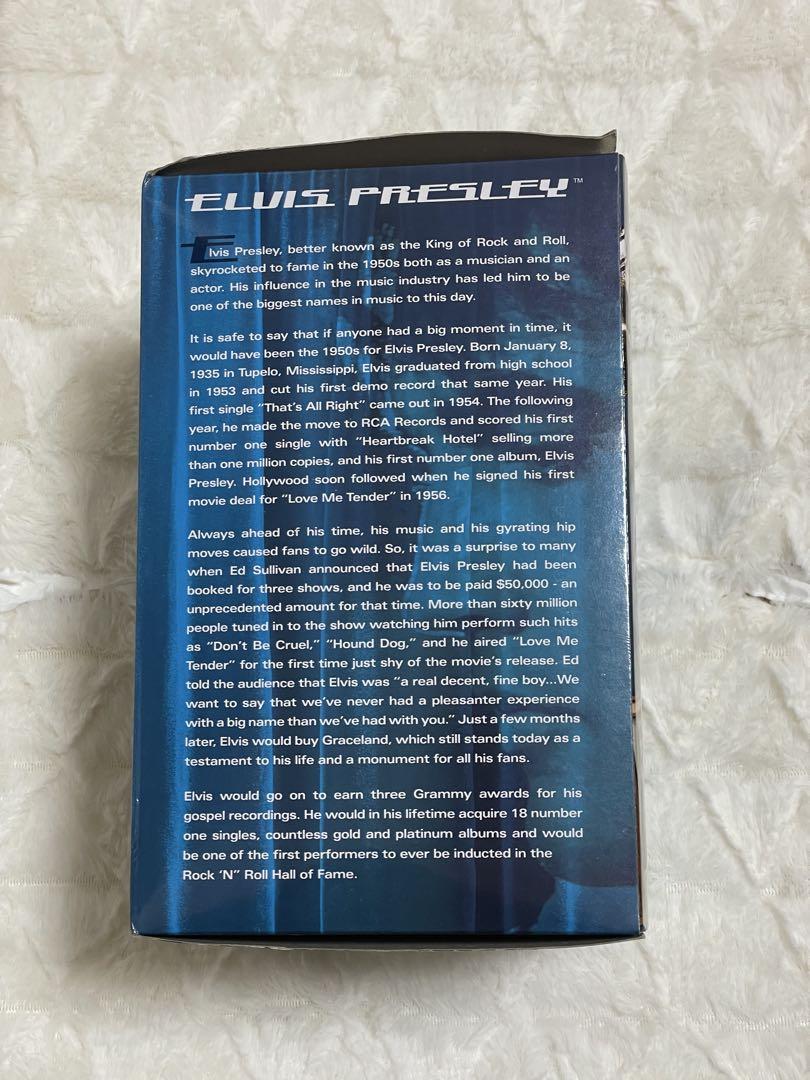 ELVIS PRESLEY™
Elvis Presley, better known as the King of Rock and Roll,
skyrocketed to fame in the 1950s both as a musician and an
actor. His influence in the music industry has led him to be
one of the biggest names in music to this day.
It is safe to say that if anyone had a big moment in time, it
would have been the 1950s for Elvis Presley. Born January 8,
1935 in Tupelo, Mississippi, Elvis graduated from high school
in 1953 and cut his first demo record that same year. His
first single "That's All Right" came out in 1954. The following
year, he made the move to RCA Records and scored his first
number one single with "Heartbreak Hotel" selling more
than one million copies, and his first number one album, Elvis
Presley. Hollywood soon followed when he signed his first
movie deal for "Love Me Tender" in 1956.
Always ahead of his time, his music and his gyrating hip
moves caused fans to go wild. So, it was a surprise to many
when Ed Sullivan announced that Elvis Presley had been
booked for three shows, and he was to be paid $50,000 - an
unprecedented amount for that time. More than sixty million
people tuned in to the show watching him perform such hits
as "Don't Be Cruel," "Hound Dog," and he aired "Love Me
Tender" for the first time just shy of the movie's release. Ed
told the audience that Elvis was "a real decent, fine boy...We
want to say that we've never had a pleasanter experience
with a big name than we've had with you." Just a few months
later, Elvis would buy Graceland, which still stands today as a
testament to his life and a monument for all his fans.
Elvis would go on to earn three Grammy awards for his
gospel recordings. He would in his lifetime acquire 18 number
one singles, countless gold and platinum albums and would
be one of the first performers to ever be inducted in the
Rock 'N" Roll Hall of Fame.